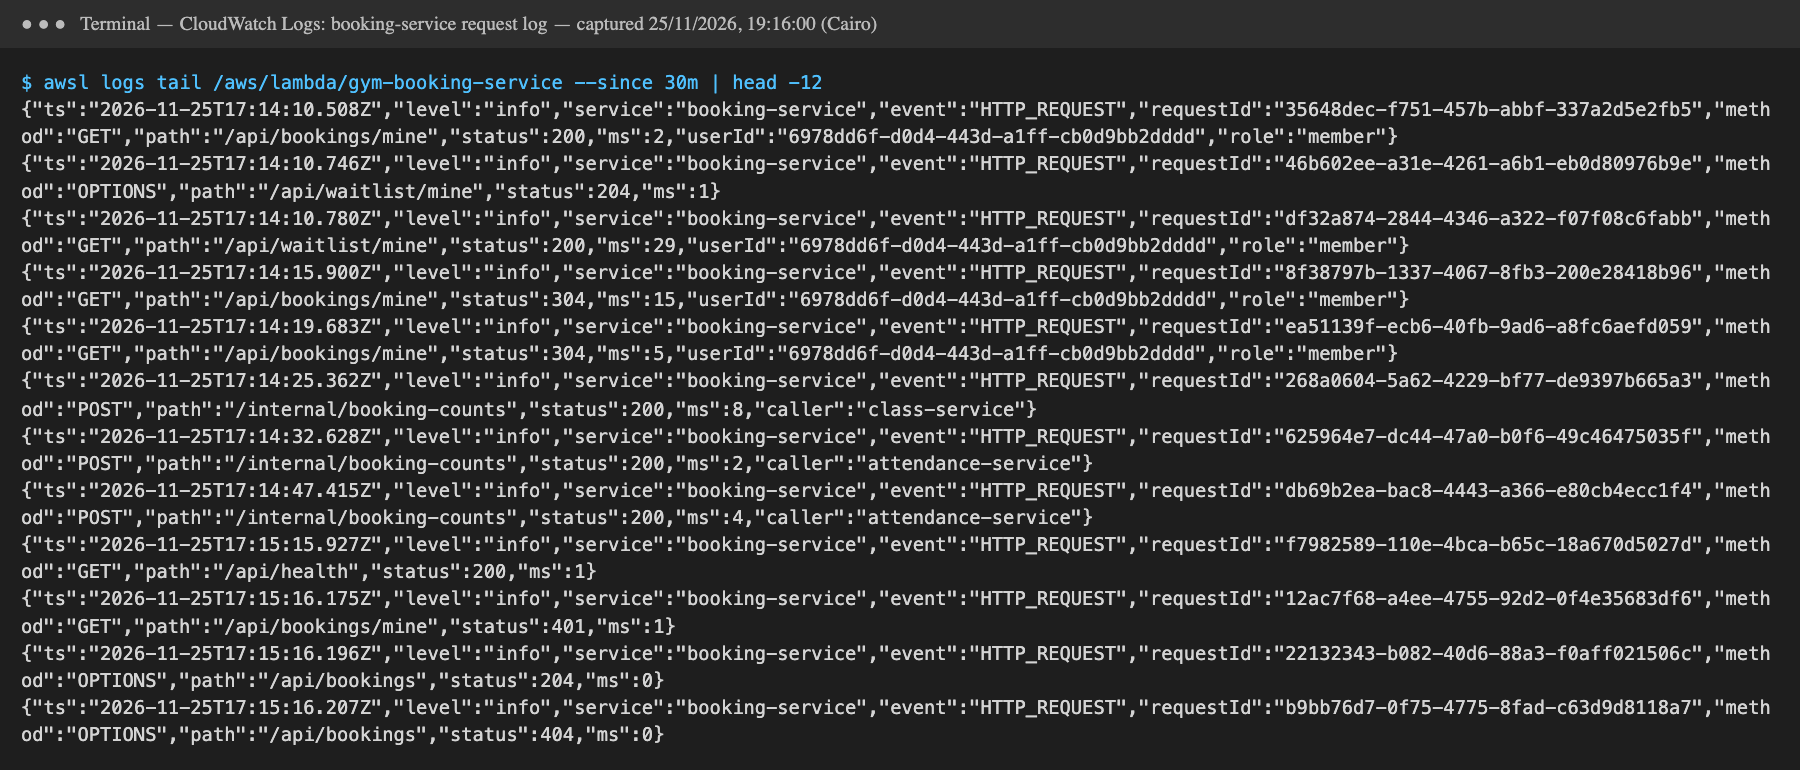 Terminal — CloudWatch Logs: booking-service request log — captured 25/11/2026, 19:16:00 (Cairo)
$ awsl logs tail /aws/lambda/gym-booking-service --since 30m | head -12
{"ts":"2026-11-25T17:14:10.508Z","level":"info","service":"booking-service","event":"HTTP_REQUEST","requestId":"35648dec-f751-457b-abbf-337a2d5e2fb5","meth
od":"GET","path":"/api/bookings/mine","status":200,"ms":2,"userId":"6978dd6f-d0d4-443d-a1ff-cb0d9bb2dddd","role":"member"}
{"ts":"2026-11-25T17:14:10.746Z","level":"info","service":"booking-service","event":"HTTP_REQUEST","requestId":"46b602ee-a31e-4261-a6b1-eb0d80976b9e","meth
od":"OPTIONS","path":"/api/waitlist/mine","status":204,"ms":1}
{"ts":"2026-11-25T17:14:10.780Z","level":"info","service":"booking-service","event":"HTTP_REQUEST","requestId":"df32a874-2844-4346-a322-f07f08c6fabb","meth
od":"GET","path":"/api/waitlist/mine","status":200,"ms":29,"userId":"6978dd6f-d0d4-443d-a1ff-cb0d9bb2dddd","role":"member"}
{"ts":"2026-11-25T17:14:15.900Z","level":"info","service":"booking-service","event":"HTTP_REQUEST","requestId":"8f38797b-1337-4067-8fb3-200e28418b96","meth
od":"GET","path":"/api/bookings/mine","status":304,"ms":15,"userId":"6978dd6f-d0d4-443d-a1ff-cb0d9bb2dddd","role":"member"}
{"ts":"2026-11-25T17:14:19.683Z","level":"info","service":"booking-service","event":"HTTP_REQUEST","requestId":"ea51139f-ecb6-40fb-9ad6-a8fc6aefd059","meth
od":"GET","path":"/api/bookings/mine","status":304,"ms":5,"userId":"6978dd6f-d0d4-443d-a1ff-cb0d9bb2dddd","role":"member"}
{"ts":"2026-11-25T17:14:25.362Z","level":"info","service":"booking-service","event":"HTTP_REQUEST","requestId":"268a0604-5a62-4229-bf77-de9397b665a3","meth
od":"POST","path":"/internal/booking-counts","status":200,"ms":8,"caller":"class-service"}
{"ts":"2026-11-25T17:14:32.628Z","level":"info","service":"booking-service","event":"HTTP_REQUEST","requestId":"625964e7-dc44-47a0-b0f6-49c46475035f","meth
od":"POST","path":"/internal/booking-counts","status":200,"ms":2,"caller":"attendance-service"}
{"ts":"2026-11-25T17:14:47.415Z","level":"info","service":"booking-service","event":"HTTP_REQUEST","requestId":"db69b2ea-bac8-4443-a366-e80cb4ecc1f4","meth
od":"POST","path":"/internal/booking-counts","status":200,"ms":4,"caller":"attendance-service"}
{"ts":"2026-11-25T17:15:15.927Z","level":"info","service":"booking-service","event":"HTTP_REQUEST","requestId":"f7982589-110e-4bca-b65c-18a670d5027d","meth
od":"GET","path":"/api/health","status":200,"ms":1}
{"ts":"2026-11-25T17:15:16.175Z","level":"info","service":"booking-service","event":"HTTP_REQUEST","requestId":"12ac7f68-a4ee-4755-92d2-0f4e35683df6","meth
od":"GET","path":"/api/bookings/mine","status":401,"ms":1}
{"ts":"2026-11-25T17:15:16.196Z","level":"info","service":"booking-service","event":"HTTP_REQUEST","requestId":"22132343-b082-40d6-88a3-f0aff021506c","meth
od":"OPTIONS","path":"/api/bookings","status":204,"ms":0}
{"ts":"2026-11-25T17:15:16.207Z","level":"info","service":"booking-service","event":"HTTP_REQUEST","requestId":"b9bb76d7-0f75-4775-8fad-c63d9d8118a7","meth
od":"OPTIONS","path":"/api/bookings","status":404,"ms":0}